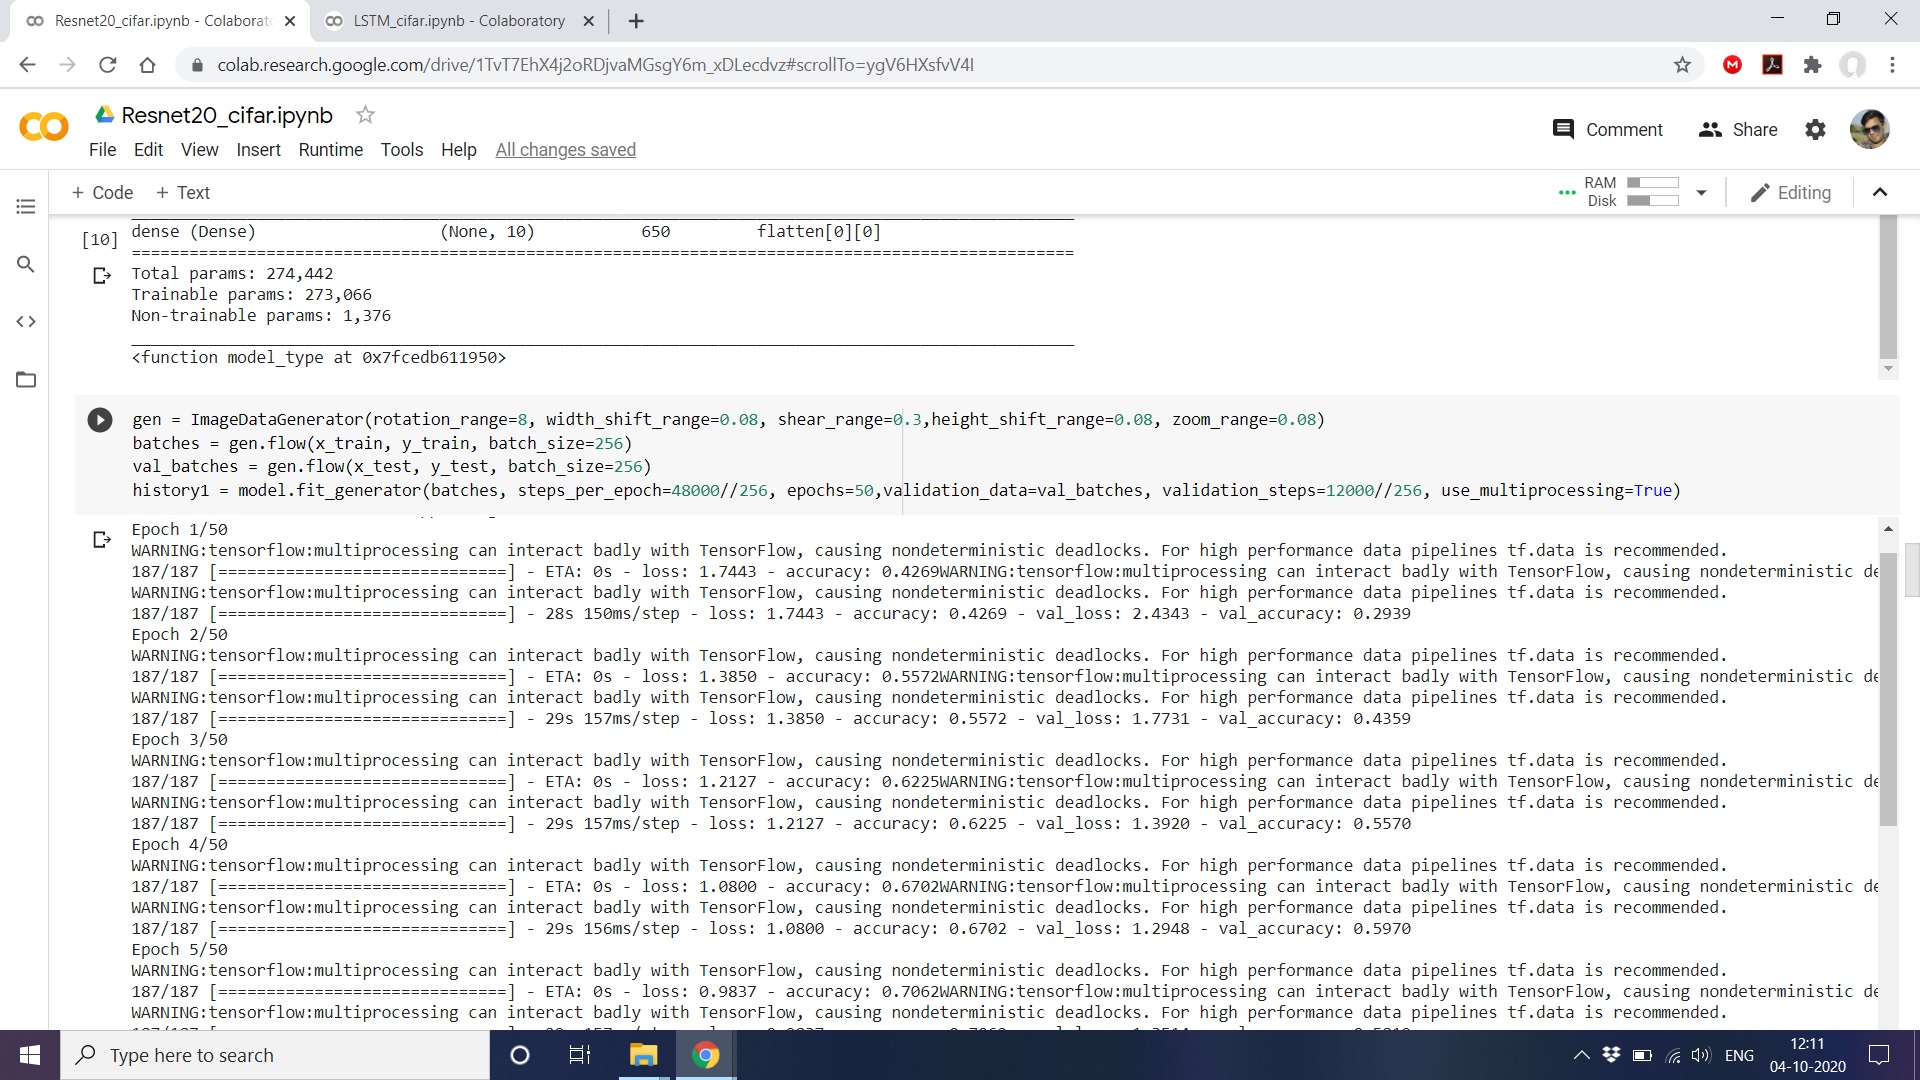 Resnet20_cifar.ipynb - Colaborat
LSTM_cifar.ipynb - Colaboratory
colab.research.google.com/drive/1TvT7EhX4j2oRDjvaMGsgY6m_xDLecdvz#scrollTo=ygV6HXsfvV4I
M
CO
Resnet20_cifar.ipynb
Comment
Share
File Edit View Insert Runtime Tools Help All changes saved
+ Code + Text
RAM
Disk
Editing
[10]
dense (Dense) (None, 10) 650 flatten[0][0]
==================================================================================================
Total params: 274,442
Trainable params: 273,066
Non-trainable params: 1,376
__________________________________________________________________________________________________
<function model_type at 0x7fcedb611950>
gen = ImageDataGenerator(rotation_range=8, width_shift_range=0.08, shear_range=0.3,height_shift_range=0.08, zoom_range=0.08)
batches = gen.flow(x_train, y_train, batch_size=256)
val_batches = gen.flow(x_test, y_test, batch_size=256)
history1 = model.fit_generator(batches, steps_per_epoch=48000//256, epochs=50,validation_data=val_batches, validation_steps=12000//256, use_multiprocessing=True)
Epoch 1/50
WARNING:tensorflow:multiprocessing can interact badly with TensorFlow, causing nondeterministic deadlocks. For high performance data pipelines tf.data is recommended.
187/187 [==============================] - ETA: 0s - loss: 1.7443 - accuracy: 0.4269WARNING:tensorflow:multiprocessing can interact badly with TensorFlow, causing nondeterministic de
WARNING:tensorflow:multiprocessing can interact badly with TensorFlow, causing nondeterministic deadlocks. For high performance data pipelines tf.data is recommended.
187/187 [==============================] - 28s 150ms/step - loss: 1.7443 - accuracy: 0.4269 - val_loss: 2.4343 - val_accuracy: 0.2939
Epoch 2/50
WARNING:tensorflow:multiprocessing can interact badly with TensorFlow, causing nondeterministic deadlocks. For high performance data pipelines tf.data is recommended.
187/187 [==============================] - ETA: 0s - loss: 1.3850 - accuracy: 0.5572WARNING:tensorflow:multiprocessing can interact badly with TensorFlow, causing nondeterministic de
WARNING:tensorflow:multiprocessing can interact badly with TensorFlow, causing nondeterministic deadlocks. For high performance data pipelines tf.data is recommended.
187/187 [==============================] - 29s 157ms/step - loss: 1.3850 - accuracy: 0.5572 - val_loss: 1.7731 - val_accuracy: 0.4359
Epoch 3/50
WARNING:tensorflow:multiprocessing can interact badly with TensorFlow, causing nondeterministic deadlocks. For high performance data pipelines tf.data is recommended.
187/187 [==============================] - ETA: 0s - loss: 1.2127 - accuracy: 0.6225WARNING:tensorflow:multiprocessing can interact badly with TensorFlow, causing nondeterministic de
WARNING:tensorflow:multiprocessing can interact badly with TensorFlow, causing nondeterministic deadlocks. For high performance data pipelines tf.data is recommended.
187/187 [==============================] - 29s 157ms/step - loss: 1.2127 - accuracy: 0.6225 - val_loss: 1.3920 - val_accuracy: 0.5570
Epoch 4/50
WARNING:tensorflow:multiprocessing can interact badly with TensorFlow, causing nondeterministic deadlocks. For high performance data pipelines tf.data is recommended.
187/187 [==============================] - ETA: 0s - loss: 1.0800 - accuracy: 0.6702WARNING:tensorflow:multiprocessing can interact badly with TensorFlow, causing nondeterministic de
WARNING:tensorflow:multiprocessing can interact badly with TensorFlow, causing nondeterministic deadlocks. For high performance data pipelines tf.data is recommended.
187/187 [==============================] - 29s 156ms/step - loss: 1.0800 - accuracy: 0.6702 - val_loss: 1.2948 - val_accuracy: 0.5970
Epoch 5/50
WARNING:tensorflow:multiprocessing can interact badly with TensorFlow, causing nondeterministic deadlocks. For high performance data pipelines tf.data is recommended.
187/187 [==============================] - ETA: 0s - loss: 0.9837 - accuracy: 0.7062WARNING:tensorflow:multiprocessing can interact badly with TensorFlow, causing nondeterministic de
WARNING:tensorflow:multiprocessing can interact badly with TensorFlow, causing nondeterministic deadlocks. For high performance data pipelines tf.data is recommended.
Type here to search
ENG
12:11
04-10-2020